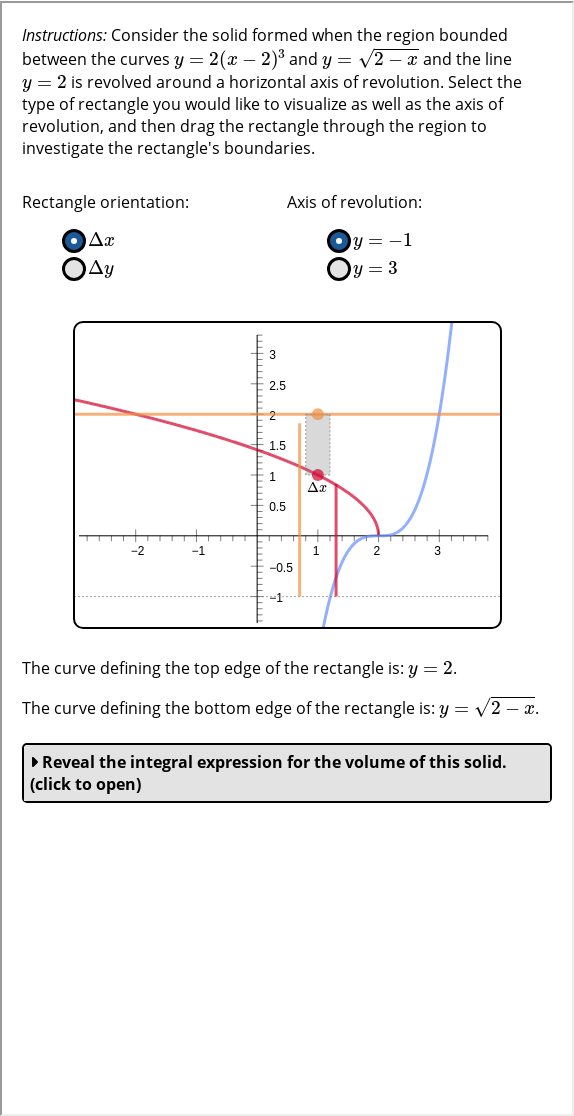 Instructions: Consider the solid formed when the region bounded
between the curves y = 2(x − 2)³ and y = √(2 − x) and the line
y = 2 is revolved around a horizontal axis of revolution. Select the
type of rectangle you would like to visualize as well as the axis of
revolution, and then drag the rectangle through the region to
investigate the rectangle's boundaries.
Rectangle orientation: Axis of revolution:
Δx y = −1
Δy y = 3
3
2.5
2
1.5
1
Δx
0.5
−2 −1 1 2 3
−0.5
−1
The curve defining the top edge of the rectangle is: y = 2.
The curve defining the bottom edge of the rectangle is: y = √(2 − x).
Reveal the integral expression for the volume of this solid.
(click to open)